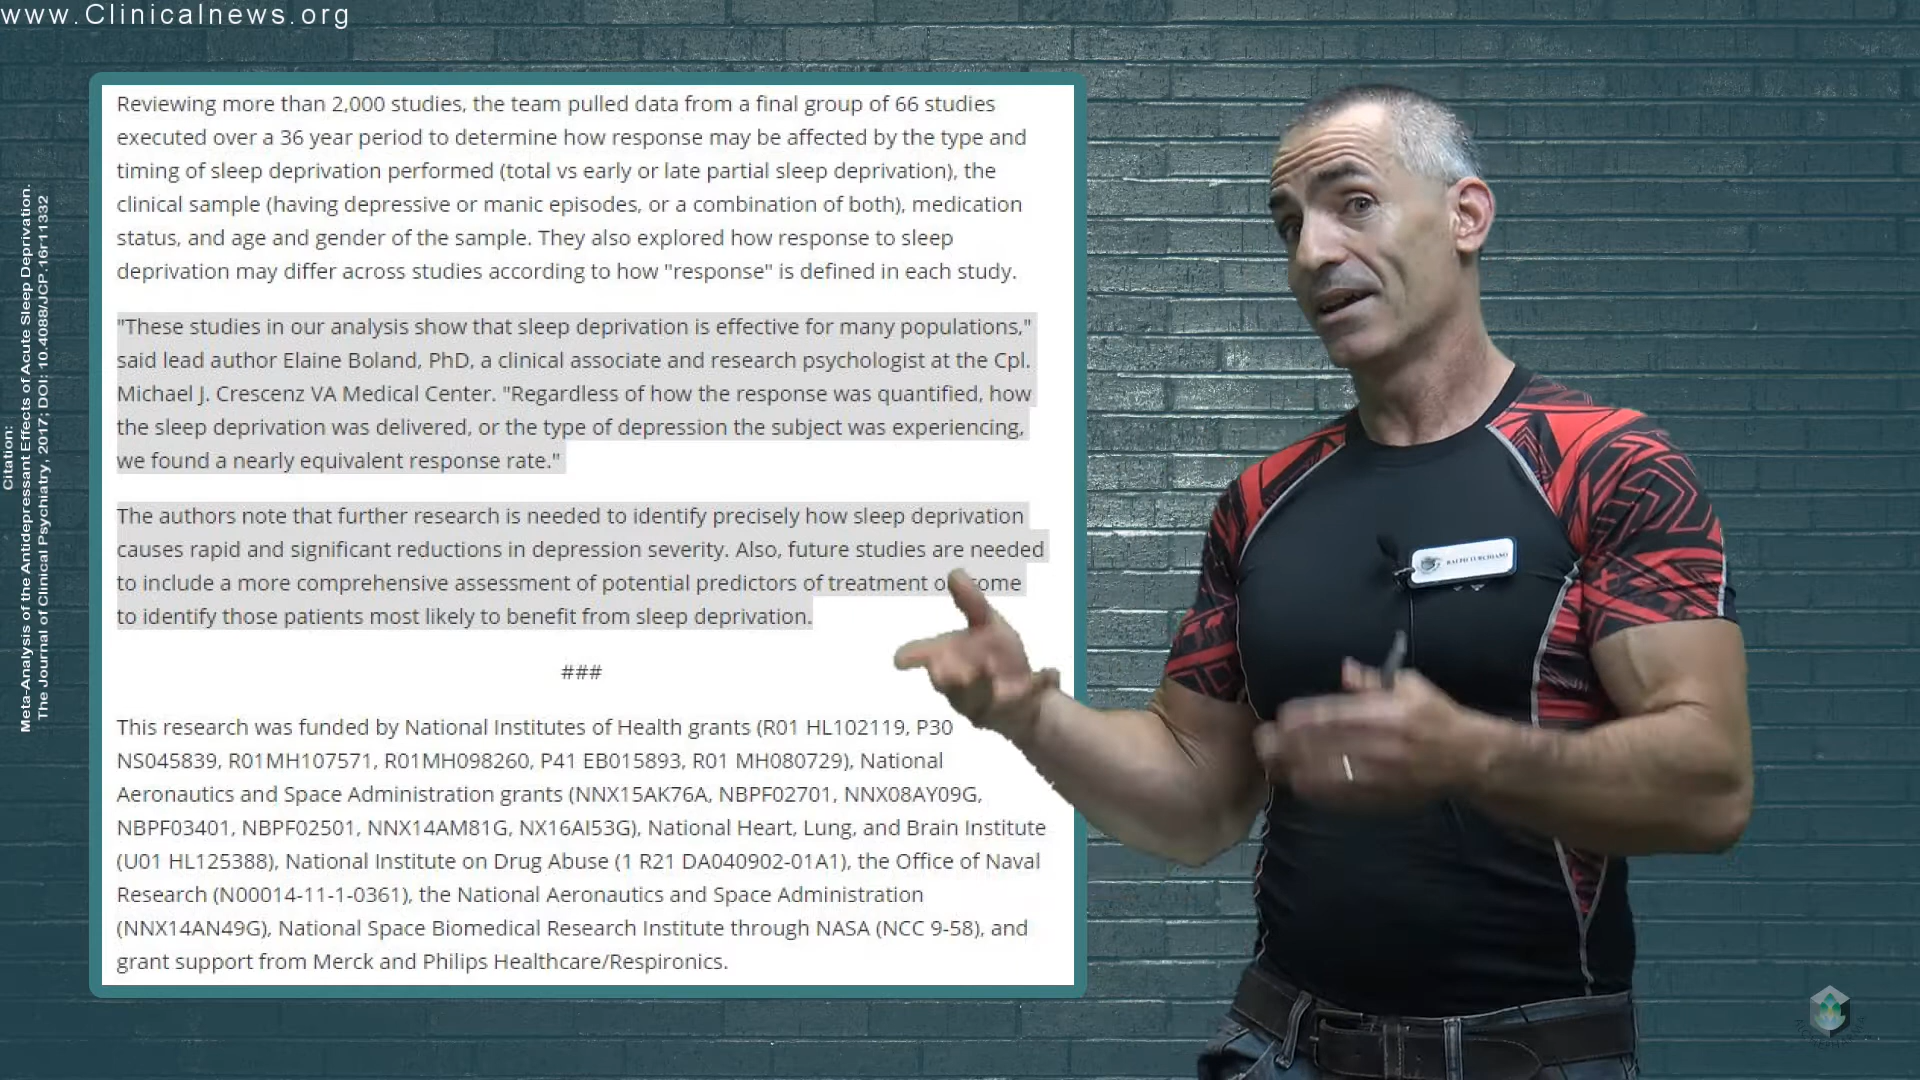 www.Clinicalnews.org
Citation:
Meta-Analysis of the Antidepressant Effects of Acute Sleep Deprivation.
The Journal of Clinical Psychiatry, 2017; DOI: 10.4088/JCP.16r11332
Reviewing more than 2,000 studies, the team pulled data from a final group of 66 studies
executed over a 36 year period to determine how response may be affected by the type and
timing of sleep deprivation performed (total vs early or late partial sleep deprivation), the
clinical sample (having depressive or manic episodes, or a combination of both), medication
status, and age and gender of the sample. They also explored how response to sleep
deprivation may differ across studies according to how "response" is defined in each study.
"These studies in our analysis show that sleep deprivation is effective for many populations,"
said lead author Elaine Boland, PhD, a clinical associate and research psychologist at the Cpl.
Michael J. Crescenz VA Medical Center. "Regardless of how the response was quantified, how
the sleep deprivation was delivered, or the type of depression the subject was experiencing,
we found a nearly equivalent response rate."
The authors note that further research is needed to identify precisely how sleep deprivation
causes rapid and significant reductions in depression severity. Also, future studies are needed
to include a more comprehensive assessment of potential predictors of treatment
to identify those patients most likely to benefit from sleep deprivation.
###
This research was funded by National Institutes of Health grants (R01 HL102119, P30
NS045839, R01MH107571, R01MH098260, P41 EB015893, R01 MH080729), National
Aeronautics and Space Administration grants (NNX15AK76A, NBPF02701, NNX08AY09G,
NBPF03401, NBPF02501, NNX14AM81G, NX16AI53G), National Heart, Lung, and Brain Institute
(U01 HL125388), National Institute on Drug Abuse (1 R21 DA040902-01A1), the Office of Naval
Research (N00014-11-1-0361), the National Aeronautics and Space Administration
(NNX14AN49G), National Space Biomedical Research Institute through NASA (NCC 9-58), and
grant support from Merck and Philips Healthcare/Respironics.
RALPH TURCHIANO